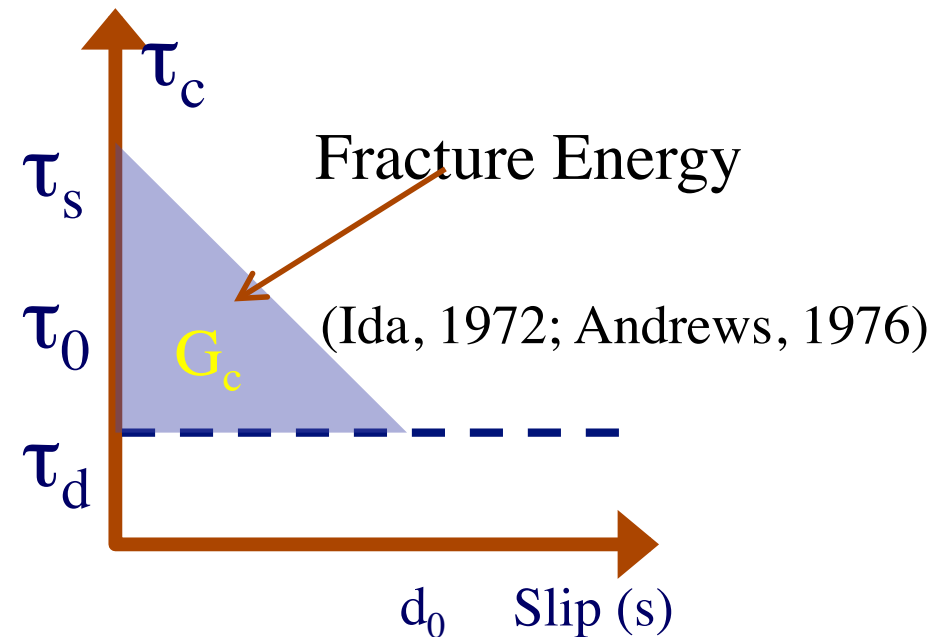 τc
Fracture Energy
τs
(Ida, 1972; Andrews, 1976)
τ0
Gc
τd
d0 Slip (s)